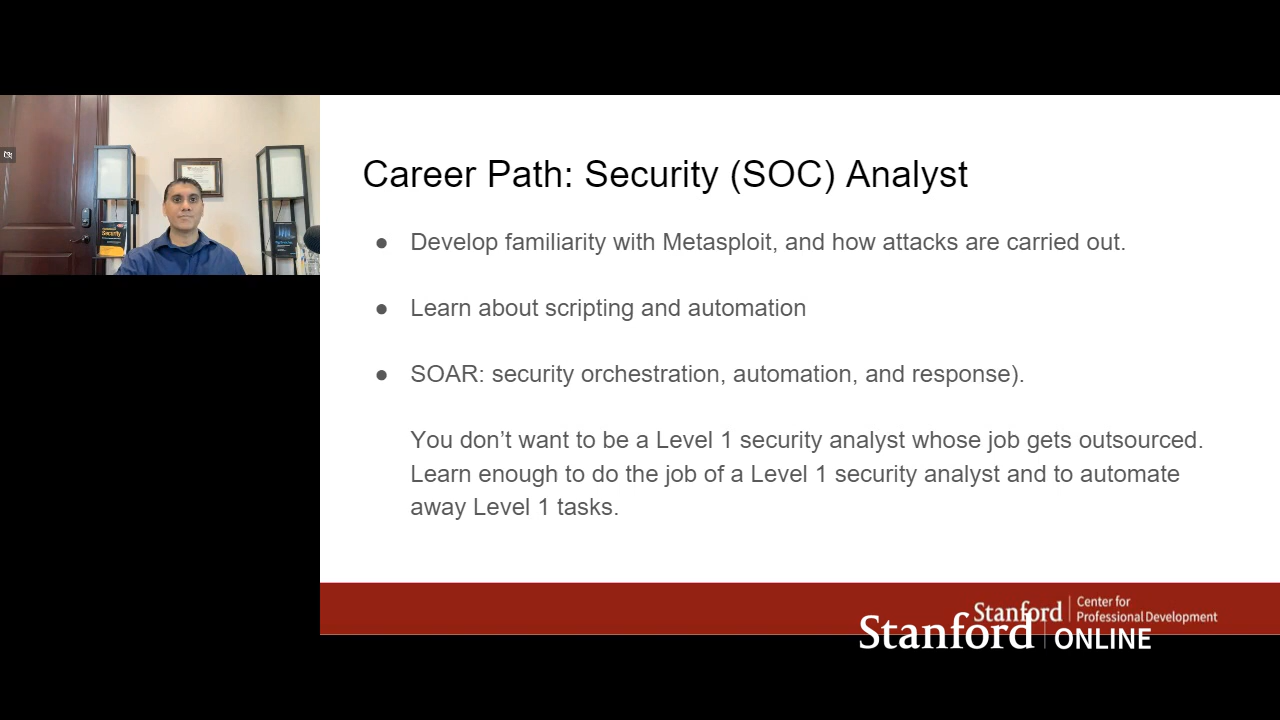 Career Path: Security (SOC) Analyst
● Develop familiarity with Metasploit, and how attacks are carried out.
● Learn about scripting and automation
● SOAR: security orchestration, automation, and response).
You don’t want to be a Level 1 security analyst whose job gets outsourced.
Learn enough to do the job of a Level 1 security analyst and to automate
away Level 1 tasks.
Security
Stanford
Center for
Professional Development
Stanford ONLINE